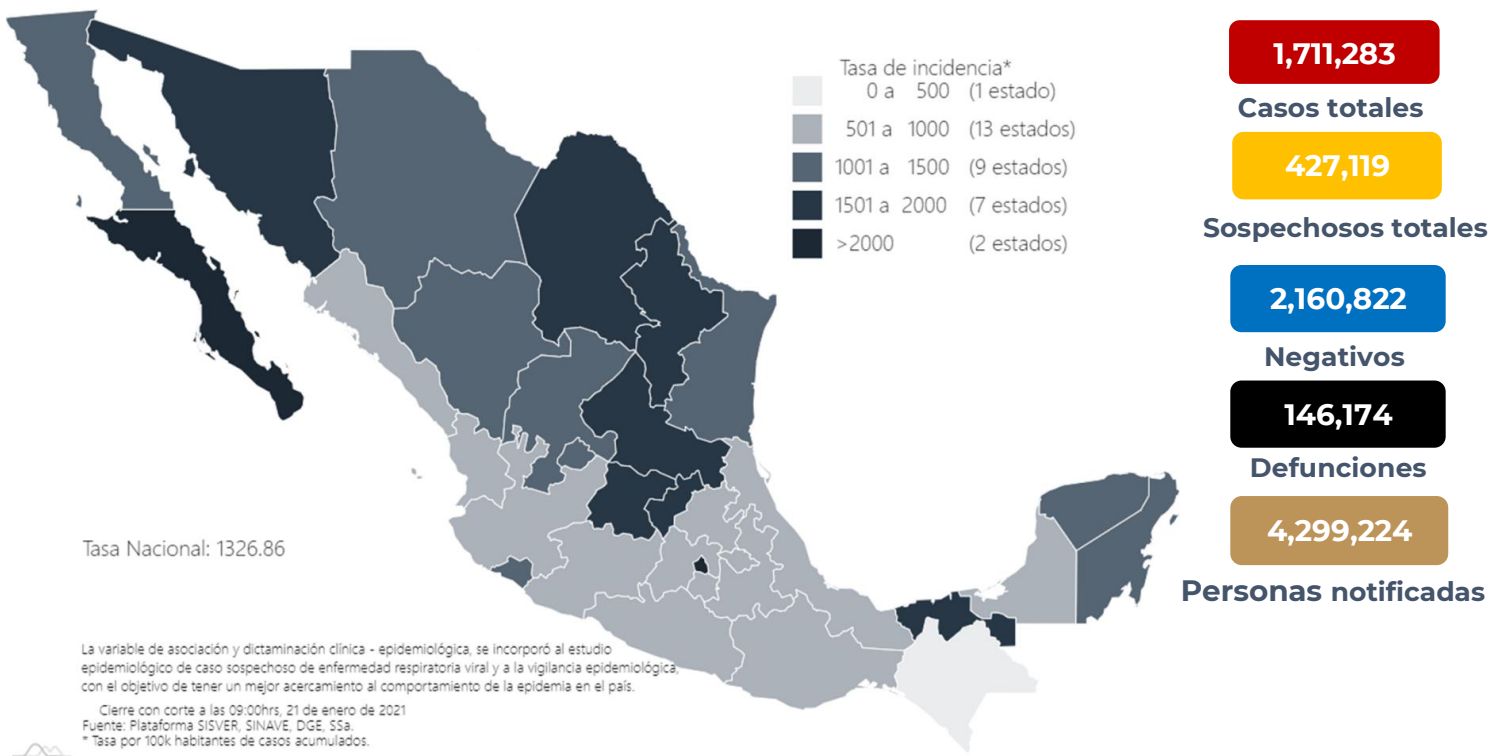 Tasa de incidencia*
0 a 500 (1 estado)
501 a 1000 (13 estados)
1001 a 1500 (9 estados)
1501 a 2000 (7 estados)
>2000 (2 estados)
1,711,283
Casos totales
427,119
Sospechosos totales
2,160,822
Negativos
146,174
Defunciones
4,299,224
Personas notificadas
Tasa Nacional: 1326.86
La variable de asociación y dictaminación clínica - epidemiológica, se incorporó al estudio
epidemiológico de caso sospechoso de enfermedad respiratoria viral y a la vigilancia epidemiológica,
con el objetivo de tener un mejor acercamiento al comportamiento de la epidemia en el país.
Cierre con corte a las 09:00hrs, 21 de enero de 2021
Fuente: Plataforma SISVER, SINAVE, DGE, SSa.
* Tasa por 100k habitantes de casos acumulados.